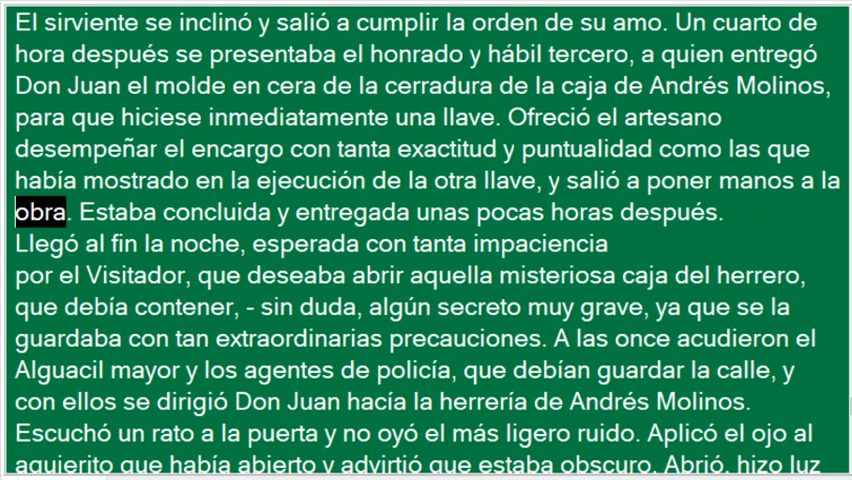 El sirviente se inclinó y salió a cumplir la orden de su amo. Un cuarto de
hora después se presentaba el honrado y hábil tercero, a quien entregó
Don Juan el molde en cera de la cerradura de la caja de Andrés Molinos,
para que hiciese inmediatamente una llave. Ofreció el artesano
desempeñar el encargo con tanta exactitud y puntualidad como las que
había mostrado en la ejecución de la otra llave, y salió a poner manos a la
obra. Estaba concluida y entregada unas pocas horas después.
Llegó al fin la noche, esperada con tanta impaciencia
por el Visitador, que deseaba abrir aquella misteriosa caja del herrero,
que debía contener, - sin duda, algún secreto muy grave, ya que se la
guardaba con tan extraordinarias precauciones. A las once acudieron el
Alguacil mayor y los agentes de policía, que debían guardar la calle, y
con ellos se dirigió Don Juan hacía la herrería de Andrés Molinos.
Escuchó un rato a la puerta y no oyó el más ligero ruido. Aplicó el ojo al
agujerito que había abierto y advirtió que estaba obscuro. Abrió, hizo luz